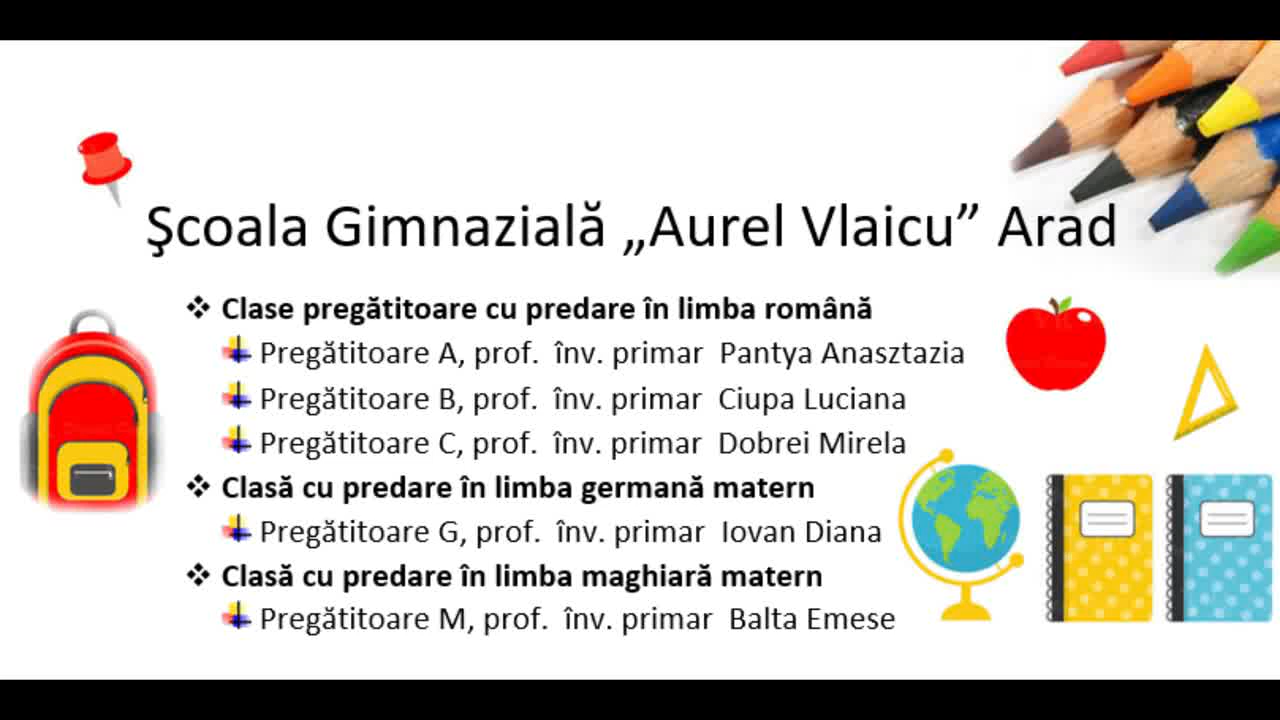 Şcoala Gimnazială „Aurel Vlaicu” Arad
❖ Clase pregătitoare cu predare în limba română
Pregătitoare A, prof. înv. primar Pantya Anasztazia
Pregătitoare B, prof. înv. primar Ciupa Luciana
Pregătitoare C, prof. înv. primar Dobrei Mirela
❖ Clasă cu predare în limba germană matern
Pregătitoare G, prof. înv. primar Iovan Diana
❖ Clasă cu predare în limba maghiară matern
Pregătitoare M, prof. înv. primar Balta Emese